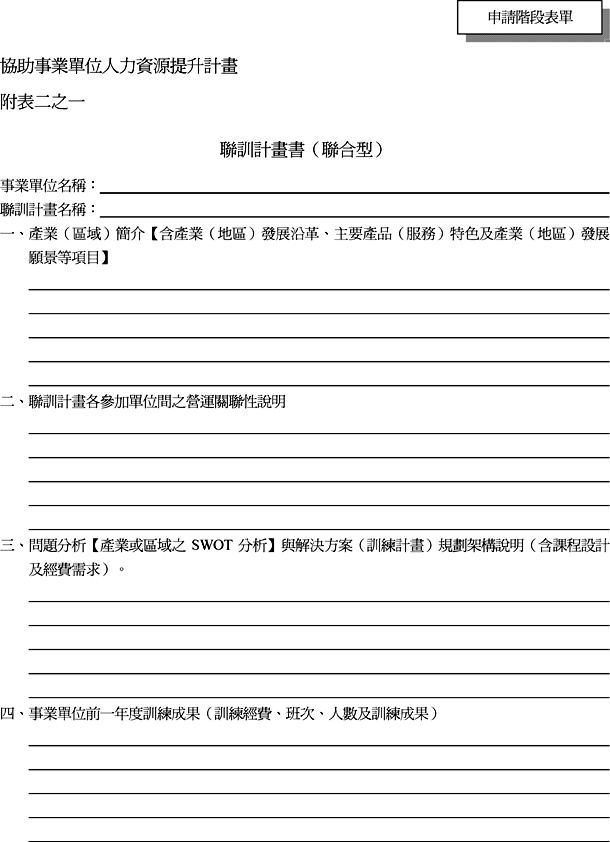 申請階段表單
協助事業單位人力資源提升計畫
附表二之一
聯訓計畫書（聯合型）
事業單位名稱：
聯訓計畫名稱：
一、產業（區域）簡介【含產業（地區）發展沿革、主要產品（服務）特色及產業（地區）發展
願景等項目】
二、聯訓計畫各參加單位間之營運關聯性說明
三、問題分析【產業或區域之 SWOT 分析】與解決方案（訓練計畫）規劃架構說明（含課程設計
及經費需求）。
四、事業單位前一年度訓練成果（訓練經費、班次、人數及訓練成果）